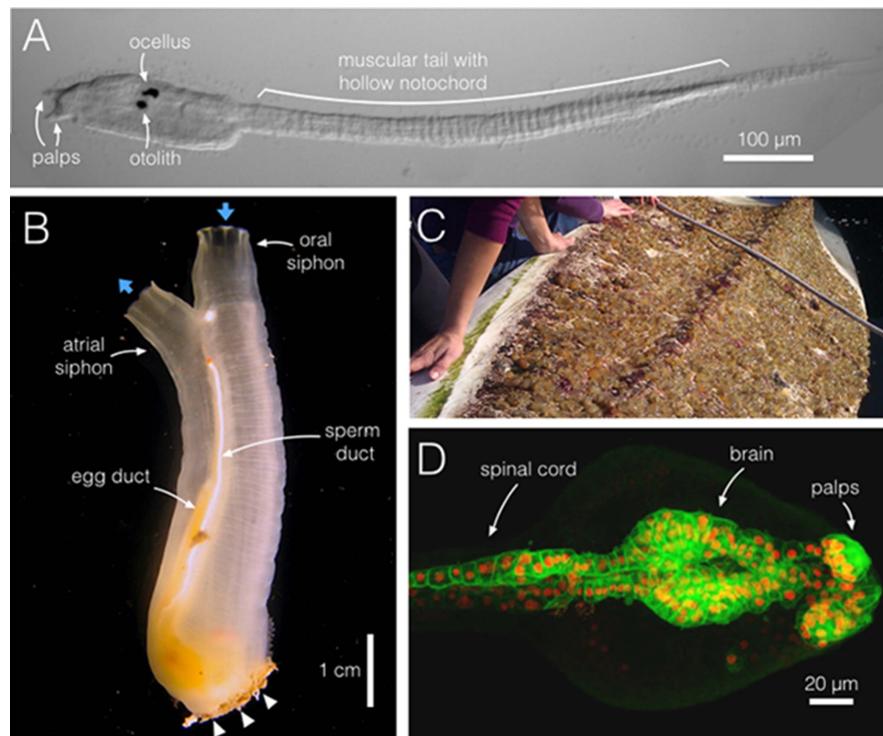 A
ocellus
muscular tail with
hollow notochord
palps
otolith
100 µm
B
oral
siphon
atrial
siphon
sperm
duct
egg duct
1 cm
C
D
spinal cord
brain
palps
20 µm